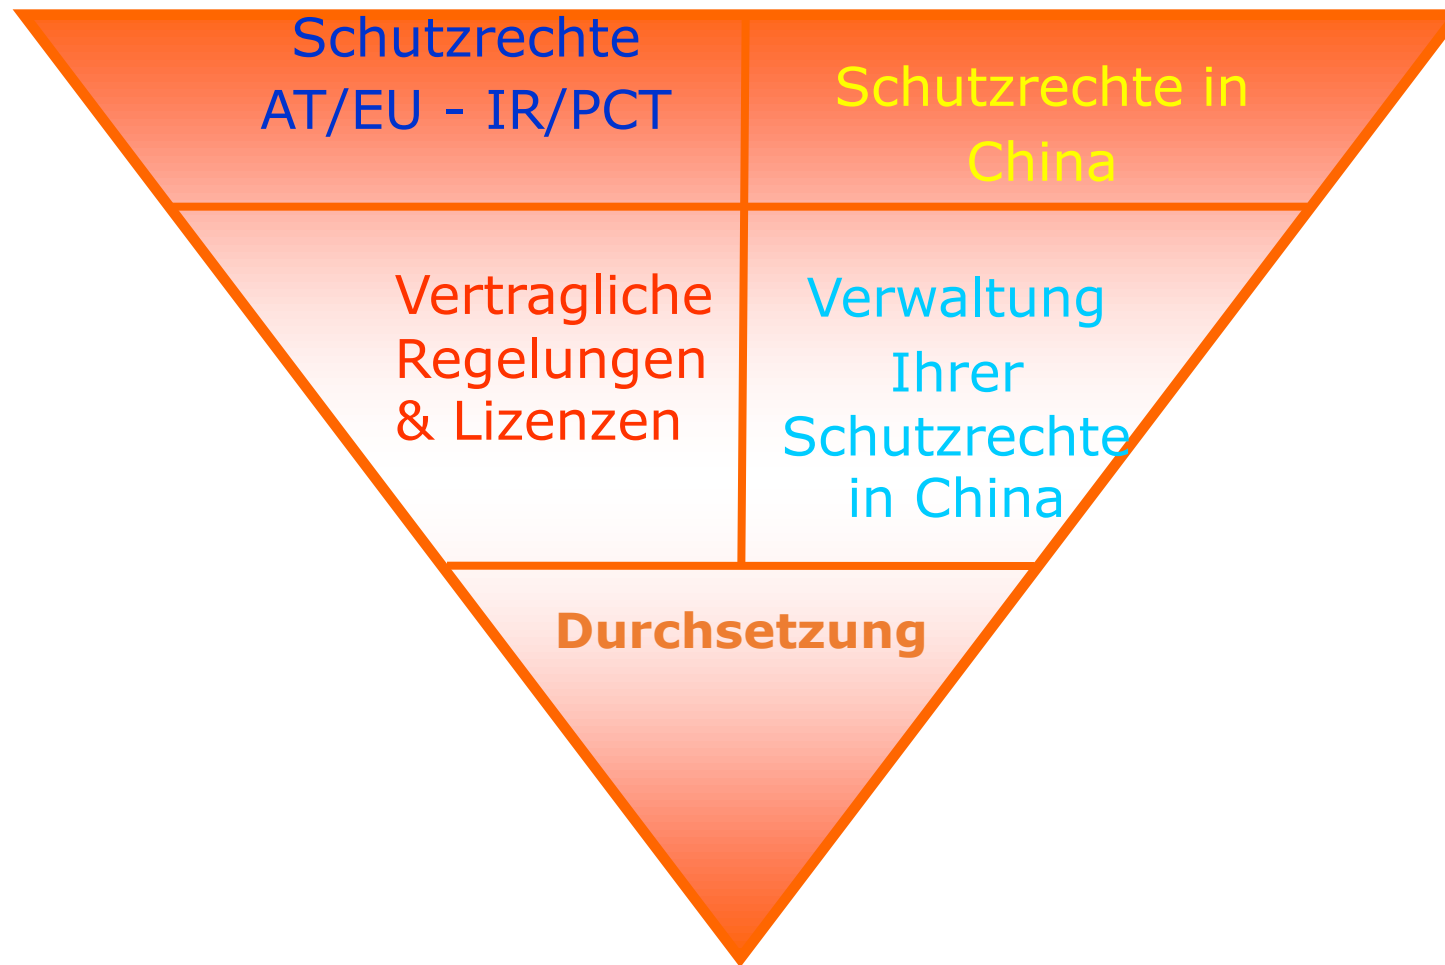 Schutzrechte
AT/EU - IR/PCT
Schutzrechte in
China
Vertragliche
Regelungen
& Lizenzen
Verwaltung
Ihrer
Schutzrechte
in China
Durchsetzung